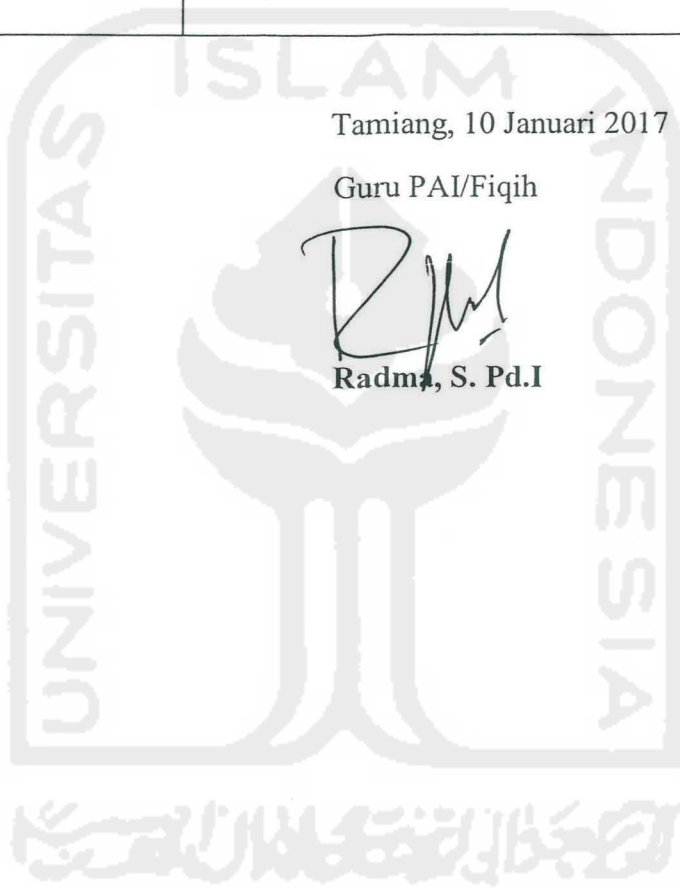 ISLAM
UNIVERSITAS
INDONESIA
Tamiang, 10 Januari 2017
Guru PAI/Fiqih
Radma, S. Pd.I